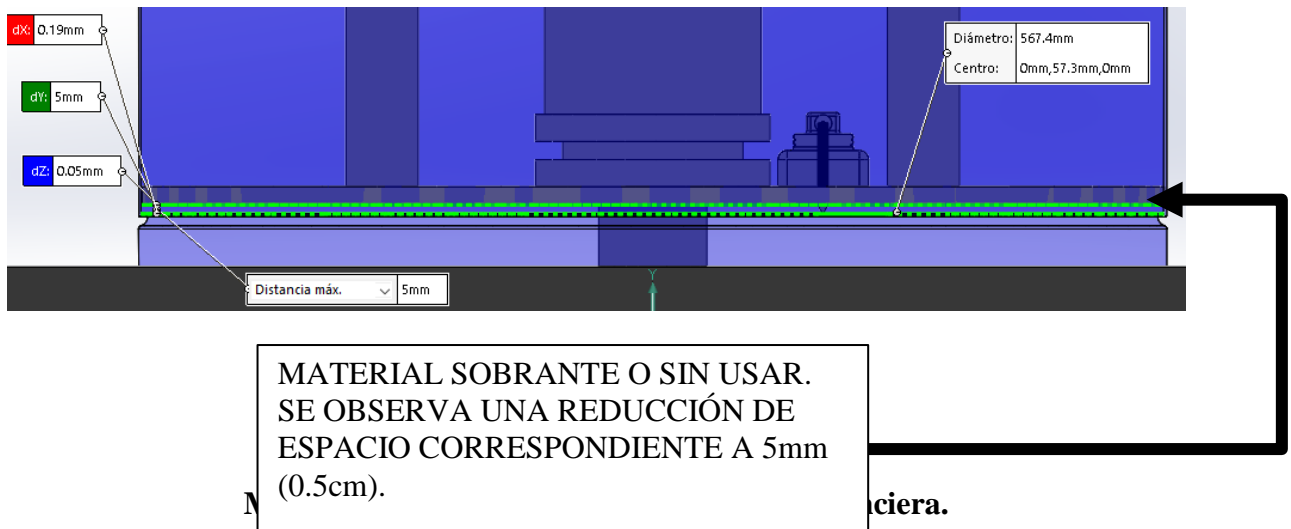 dX: 0.19mm
Diámetro: 567.4mm
Centro: 0mm,57.3mm,0mm
dY: 5mm
dZ: 0.05mm
Y
Distancia máx. 5mm
MATERIAL SOBRANTE O SIN USAR.
SE OBSERVA UNA REDUCCIÓN DE
ESPACIO CORRESPONDIENTE A 5mm
(0.5cm).